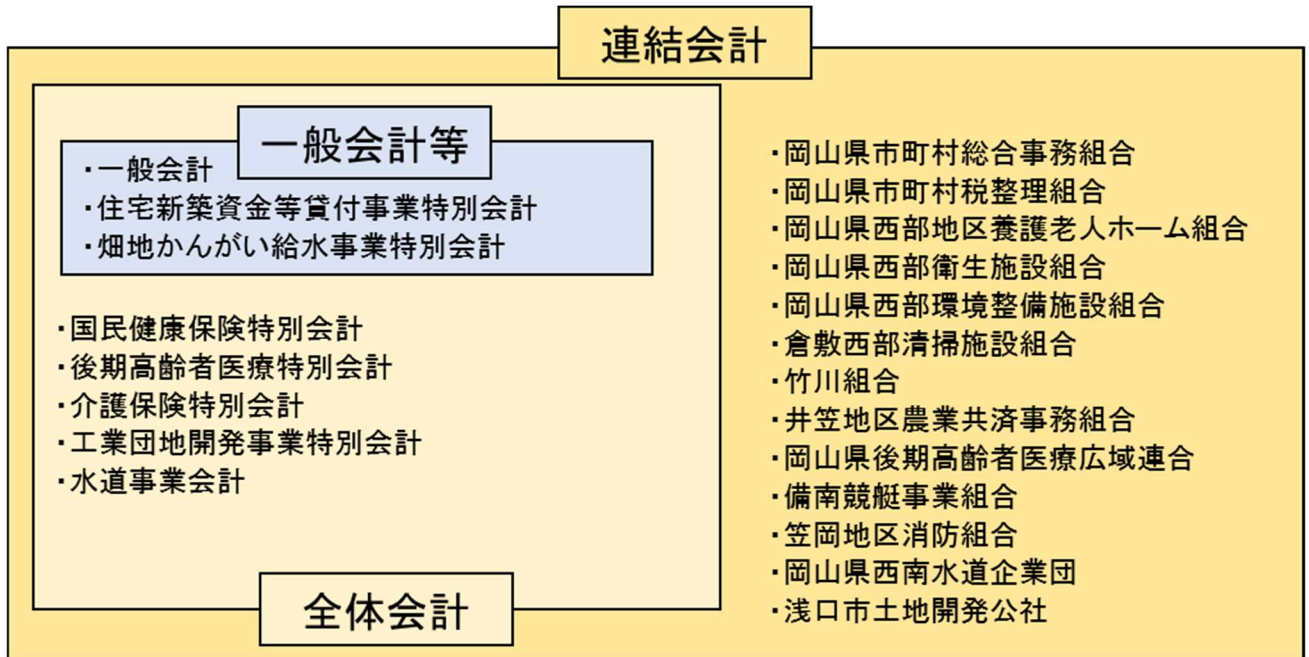 連結会計
一般会計等
・一般会計
・住宅新築資金等貸付事業特別会計
・畑地かんがい給水事業特別会計
・国民健康保険特別会計
・後期高齢者医療特別会計
・介護保険特別会計
・工業団地開発事業特別会計
・水道事業会計
全体会計
・岡山県市町村総合事務組合
・岡山県市町村税整理組合
・岡山県西部地区養護老人ホーム組合
・岡山県西部衛生施設組合
・岡山県西部環境整備施設組合
・倉敷西部清掃施設組合
・竹川組合
・井笠地区農業共済事務組合
・岡山県後期高齢者医療広域連合
・備南競艇事業組合
・笠岡地区消防組合
・岡山県西南水道企業団
・浅口市土地開発公社